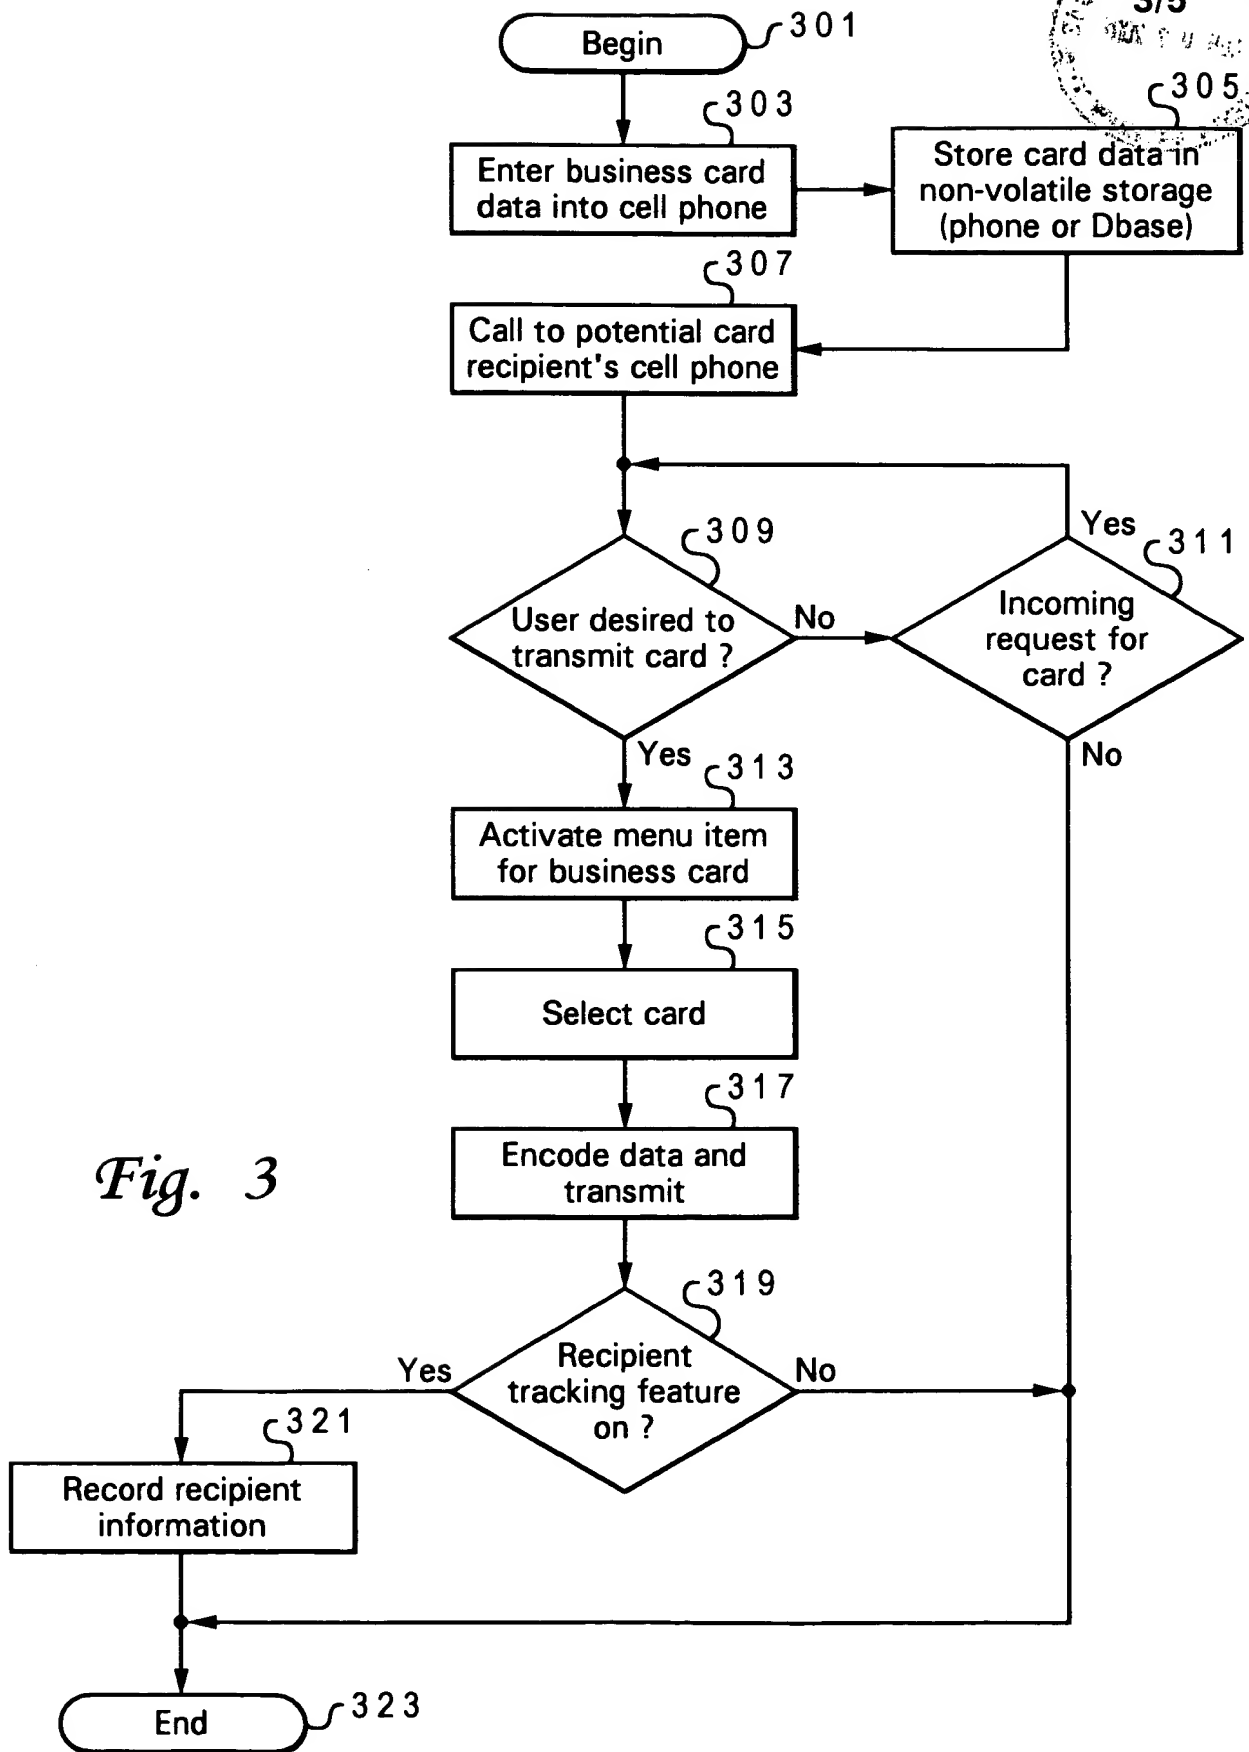 3/5
Begin
301
303
305
Enter business card
data into cell phone
Store card data in
non-volatile storage
(phone or Dbase)
307
Call to potential card
recipient's cell phone
309
Yes
311
User desired to
transmit card ?
No
Incoming
request for
card ?
Yes
No
313
Activate menu item
for business card
315
Select card
317
Encode data and
transmit
Fig. 3
319
Yes
Recipient
tracking feature
on ?
No
321
Record recipient
information
End
323